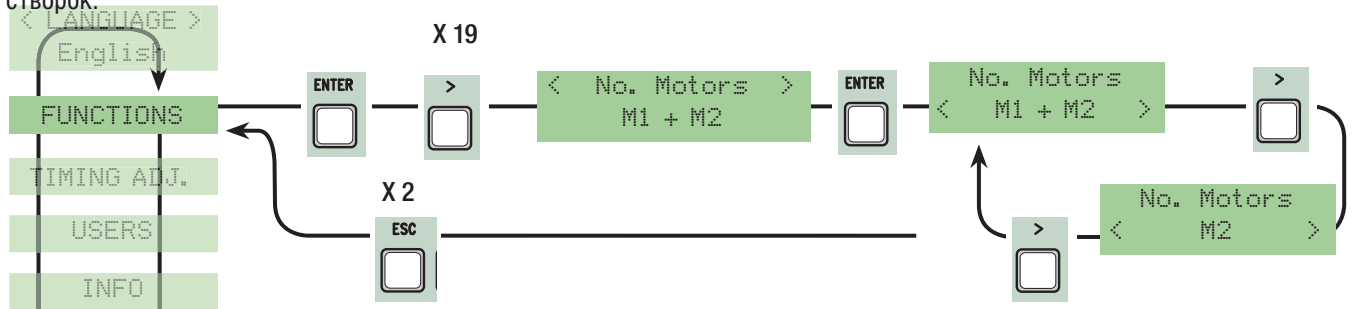 створок.
< LANGUAGE >
English
FUNCTIONS
TIMING ADJ.
USERS
INFO
ENTER
X 19
>
< No. Motors >
M1 + M2
ENTER
No. Motors
< M1 + M2 >
>
No. Motors
< M2 >
>
X 2
ESC